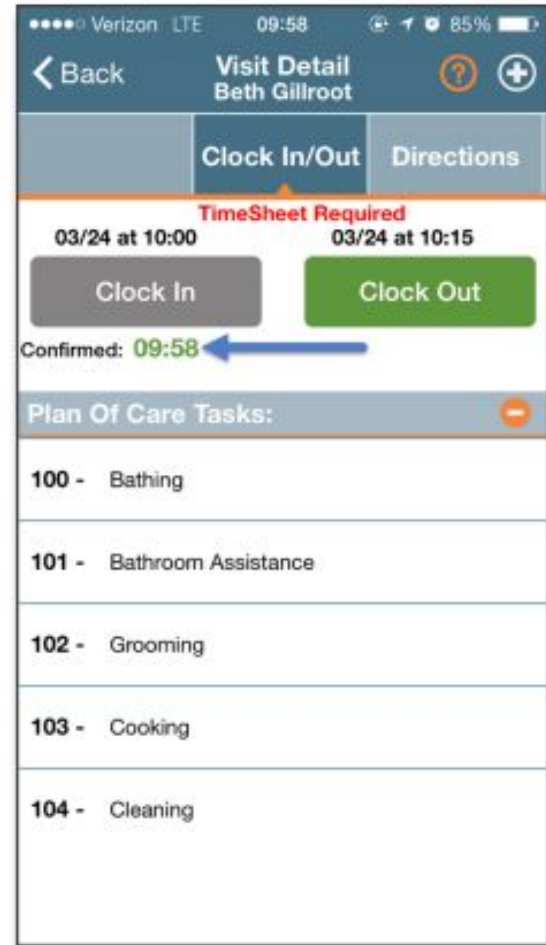 Verizon LTE 09:58 85%
Back Visit Detail ?
Beth Gillroot
Clock In/Out Directions
TimeSheet Required
03/24 at 10:00 03/24 at 10:15
Clock In Clock Out
Confirmed: 09:58
Plan Of Care Tasks:
100 - Bathing
101 - Bathroom Assistance
102 - Grooming
103 - Cooking
104 - Cleaning